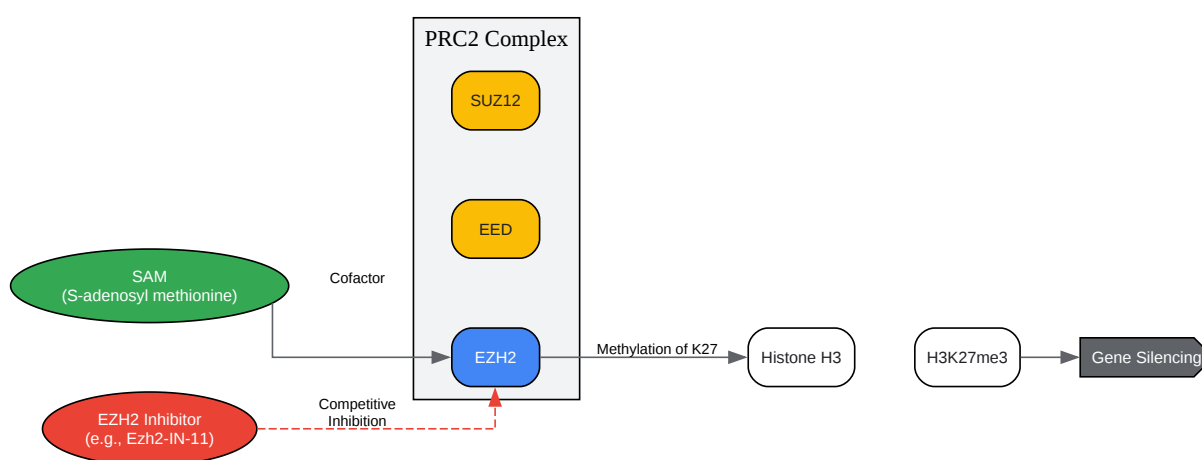 PRC2 Complex
SUZ12
EED
SAM
(S-adenosyl methionine)
Cofactor
EZH2
Methylation of K27
Histone H3
H3K27me3
Gene Silencing
EZH2 Inhibitor
(e.g., Ezh2-IN-11)
Competitive
Inhibition